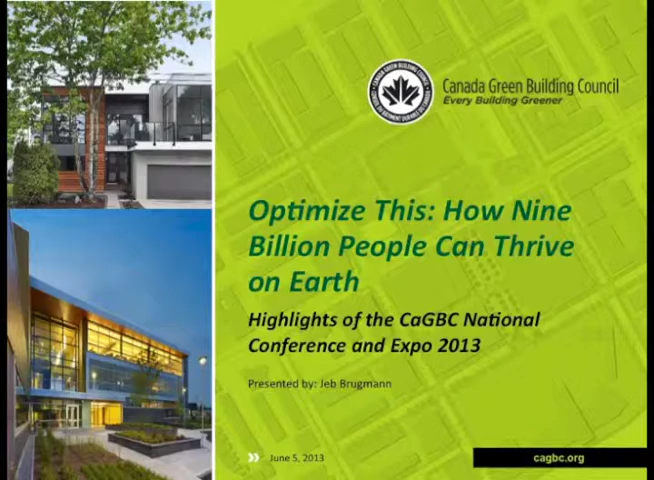 Canada Green Building Council
Every Building Greener
Optimize This: How Nine
Billion People Can Thrive
on Earth
Highlights of the CaGBC National
Conference and Expo 2013
Presented by: Jeb Brugmann
June 5, 2013
cagbc.org